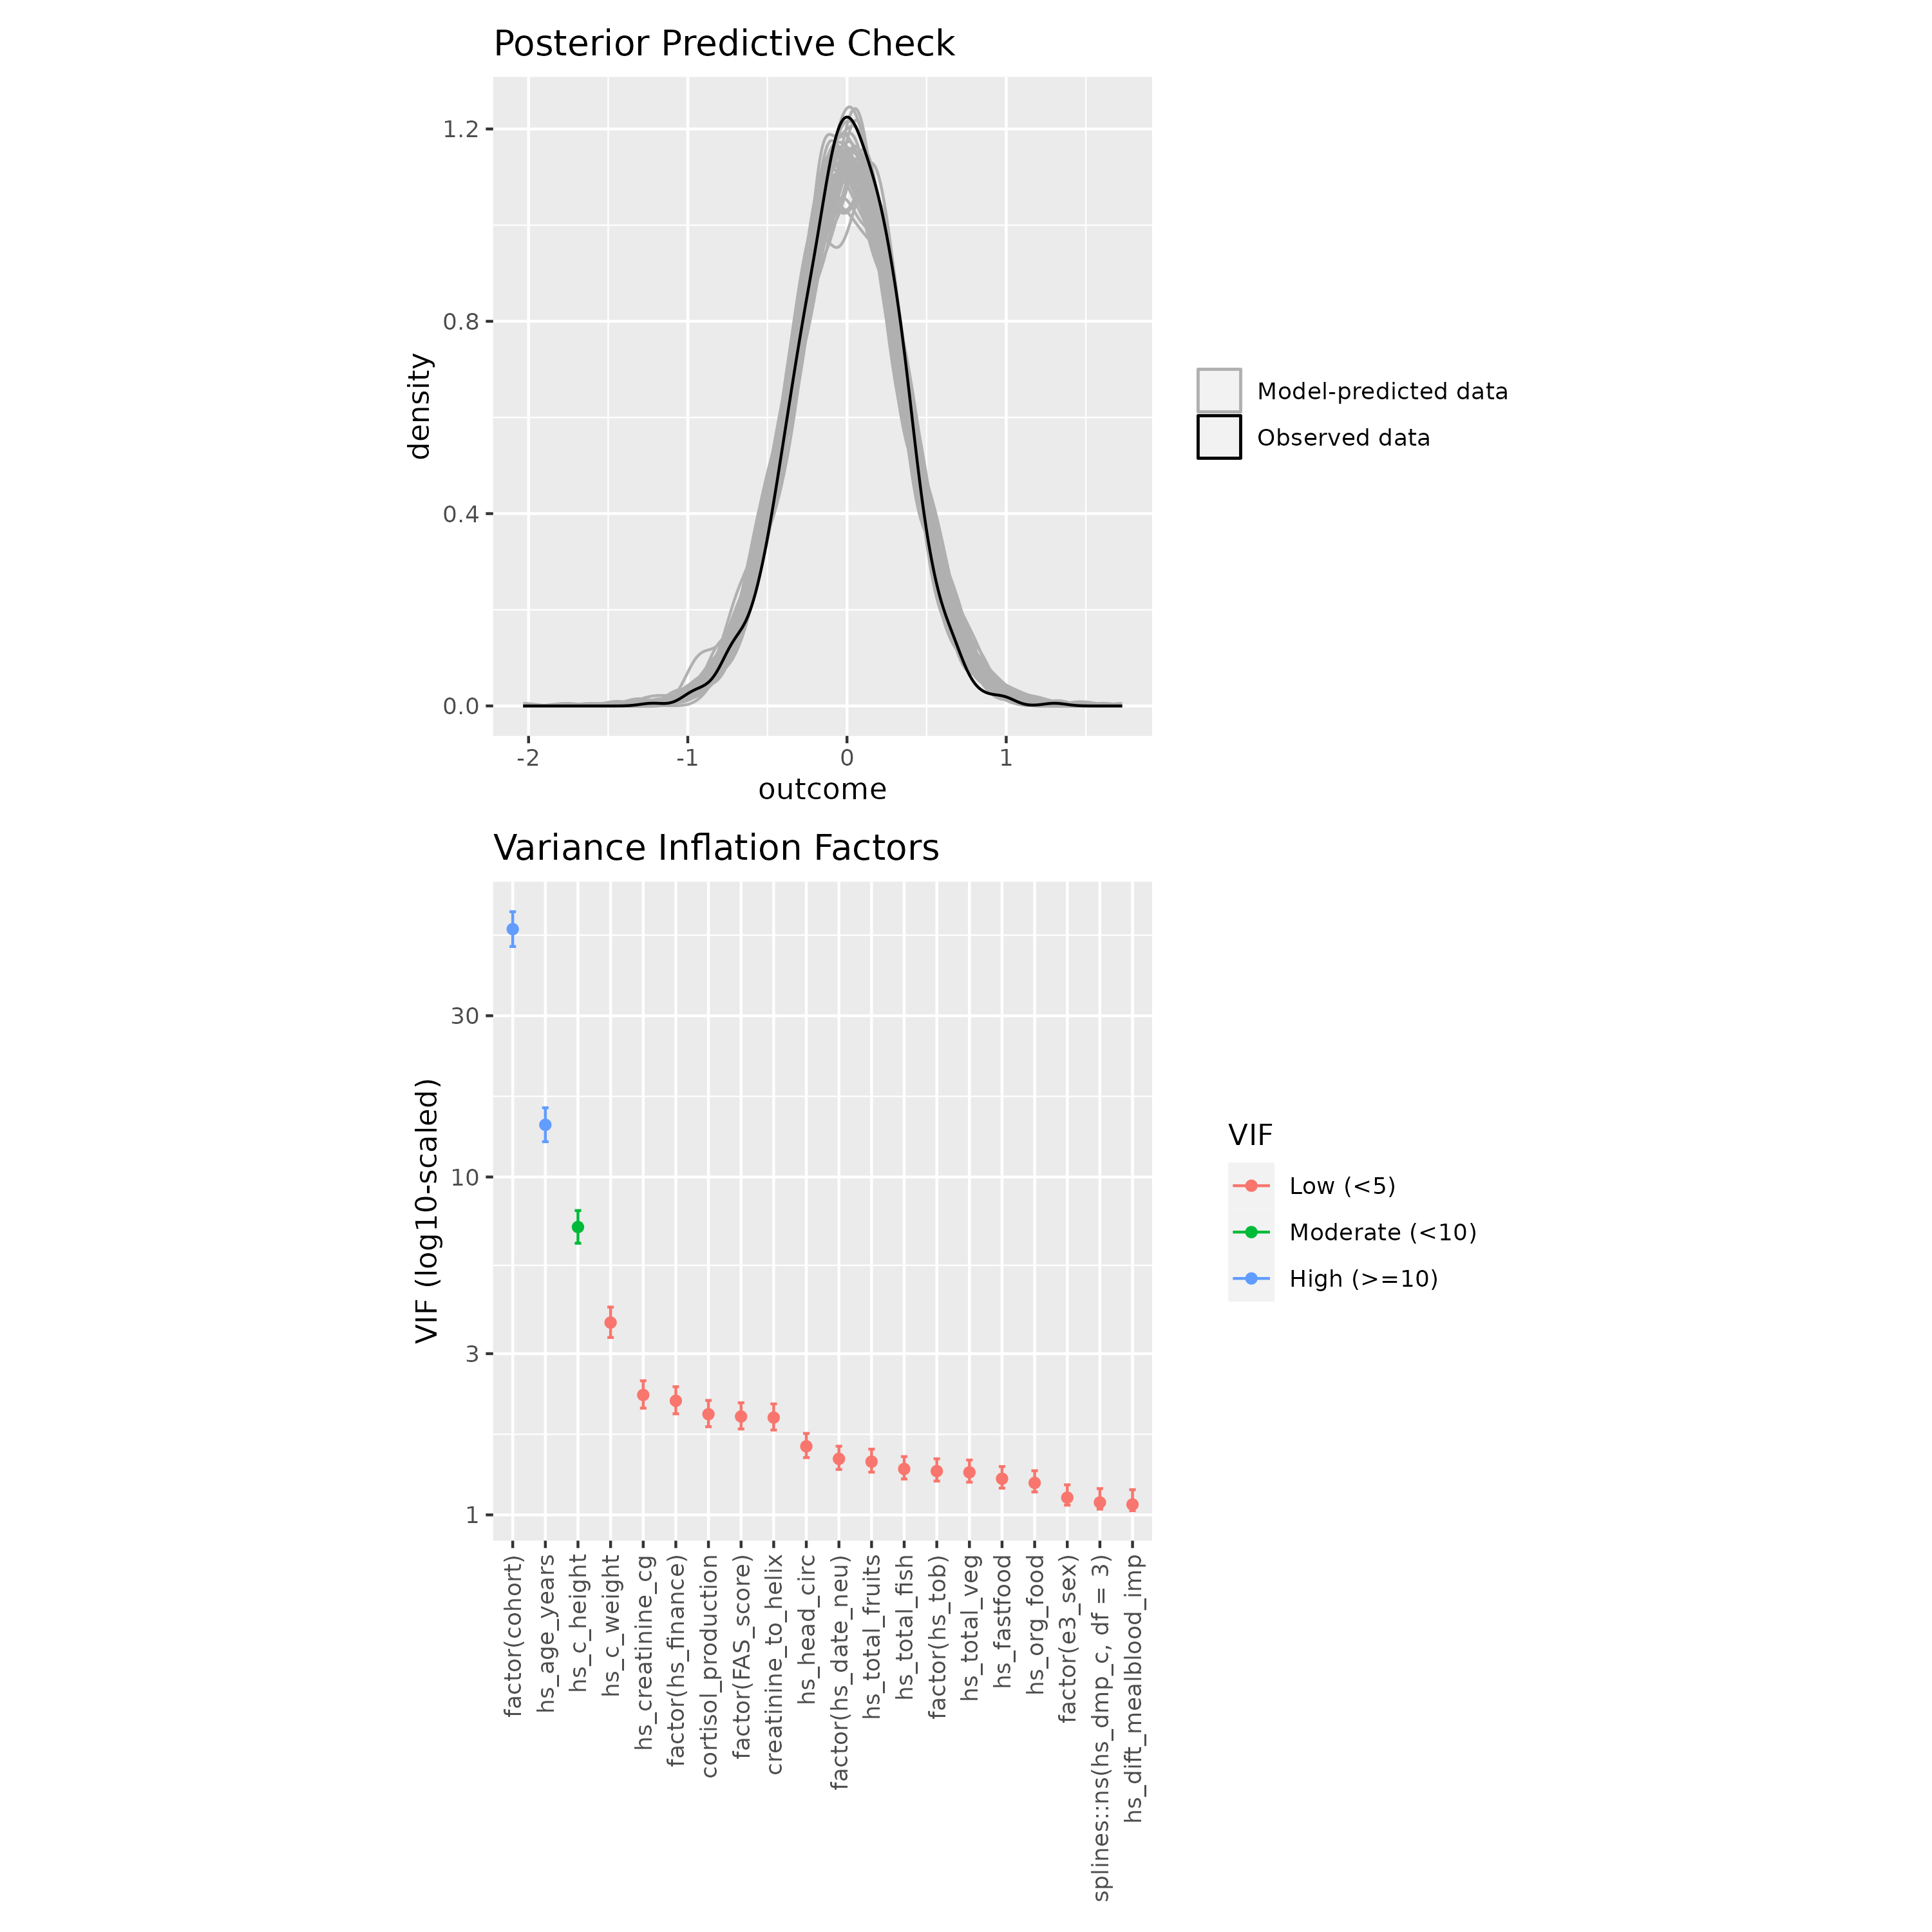 Posterior Predictive Check
1.2
0.8
0.4
0.0
density
-2
-1
0
1
outcome
Model-predicted data
Observed data
Variance Inflation Factors
30
10
3
1
VIF (log10-scaled)
factor(cohort)
hs_age_years
hs_c_height
hs_c_weight
hs_creatinine_cg
factor(hs_finance)
cortisol_production
factor(FAS_score)
creatinine_to_helix
hs_head_circ
factor(hs_date_neu)
hs_total_fruits
hs_total_fish
factor(hs_tob)
hs_total_veg
hs_fastfood
hs_org_food
factor(e3_sex)
splines::ns(hs_dmp_c, df = 3)
hs_dift_mealblood_imp
VIF
Low (<5)
Moderate (<10)
High (>=10)